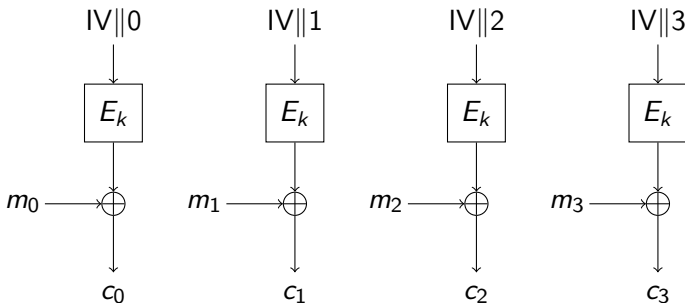 IV‖0 IV‖1 IV‖2 IV‖3
E_k E_k E_k E_k
m_0 m_1 m_2 m_3
c_0 c_1 c_2 c_3